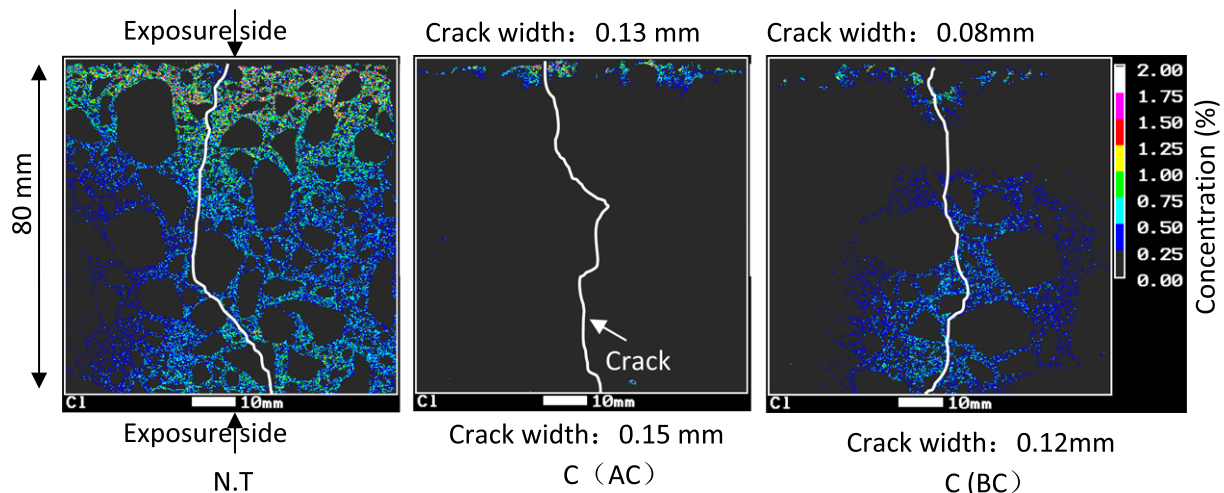 Exposure side
Crack width：0.13 mm
Crack width：0.08mm
80 mm
Crack
Cl
10mm
Cl
10mm
Cl
10mm
2.00
1.75
1.50
1.25
1.00
0.75
0.50
0.25
0.00
Concentration (%)
Exposure side
Crack width：0.15 mm
Crack width：0.12mm
N.T
C（AC）
C (BC）